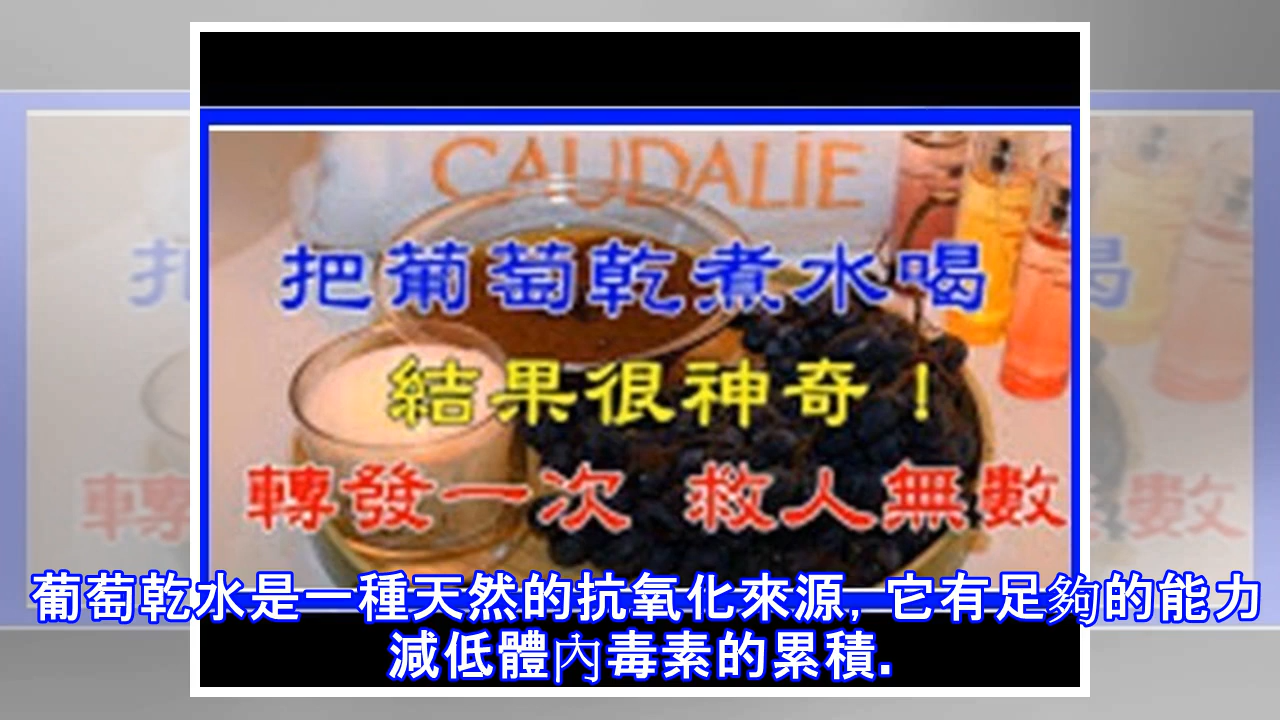 CAUDALIE
把葡萄乾煮水喝
結果很神奇！
轉發一次 救人無數
葡萄乾水是一種天然的抗氧化來源, 它有足夠的能力
減低體內毒素的累積.